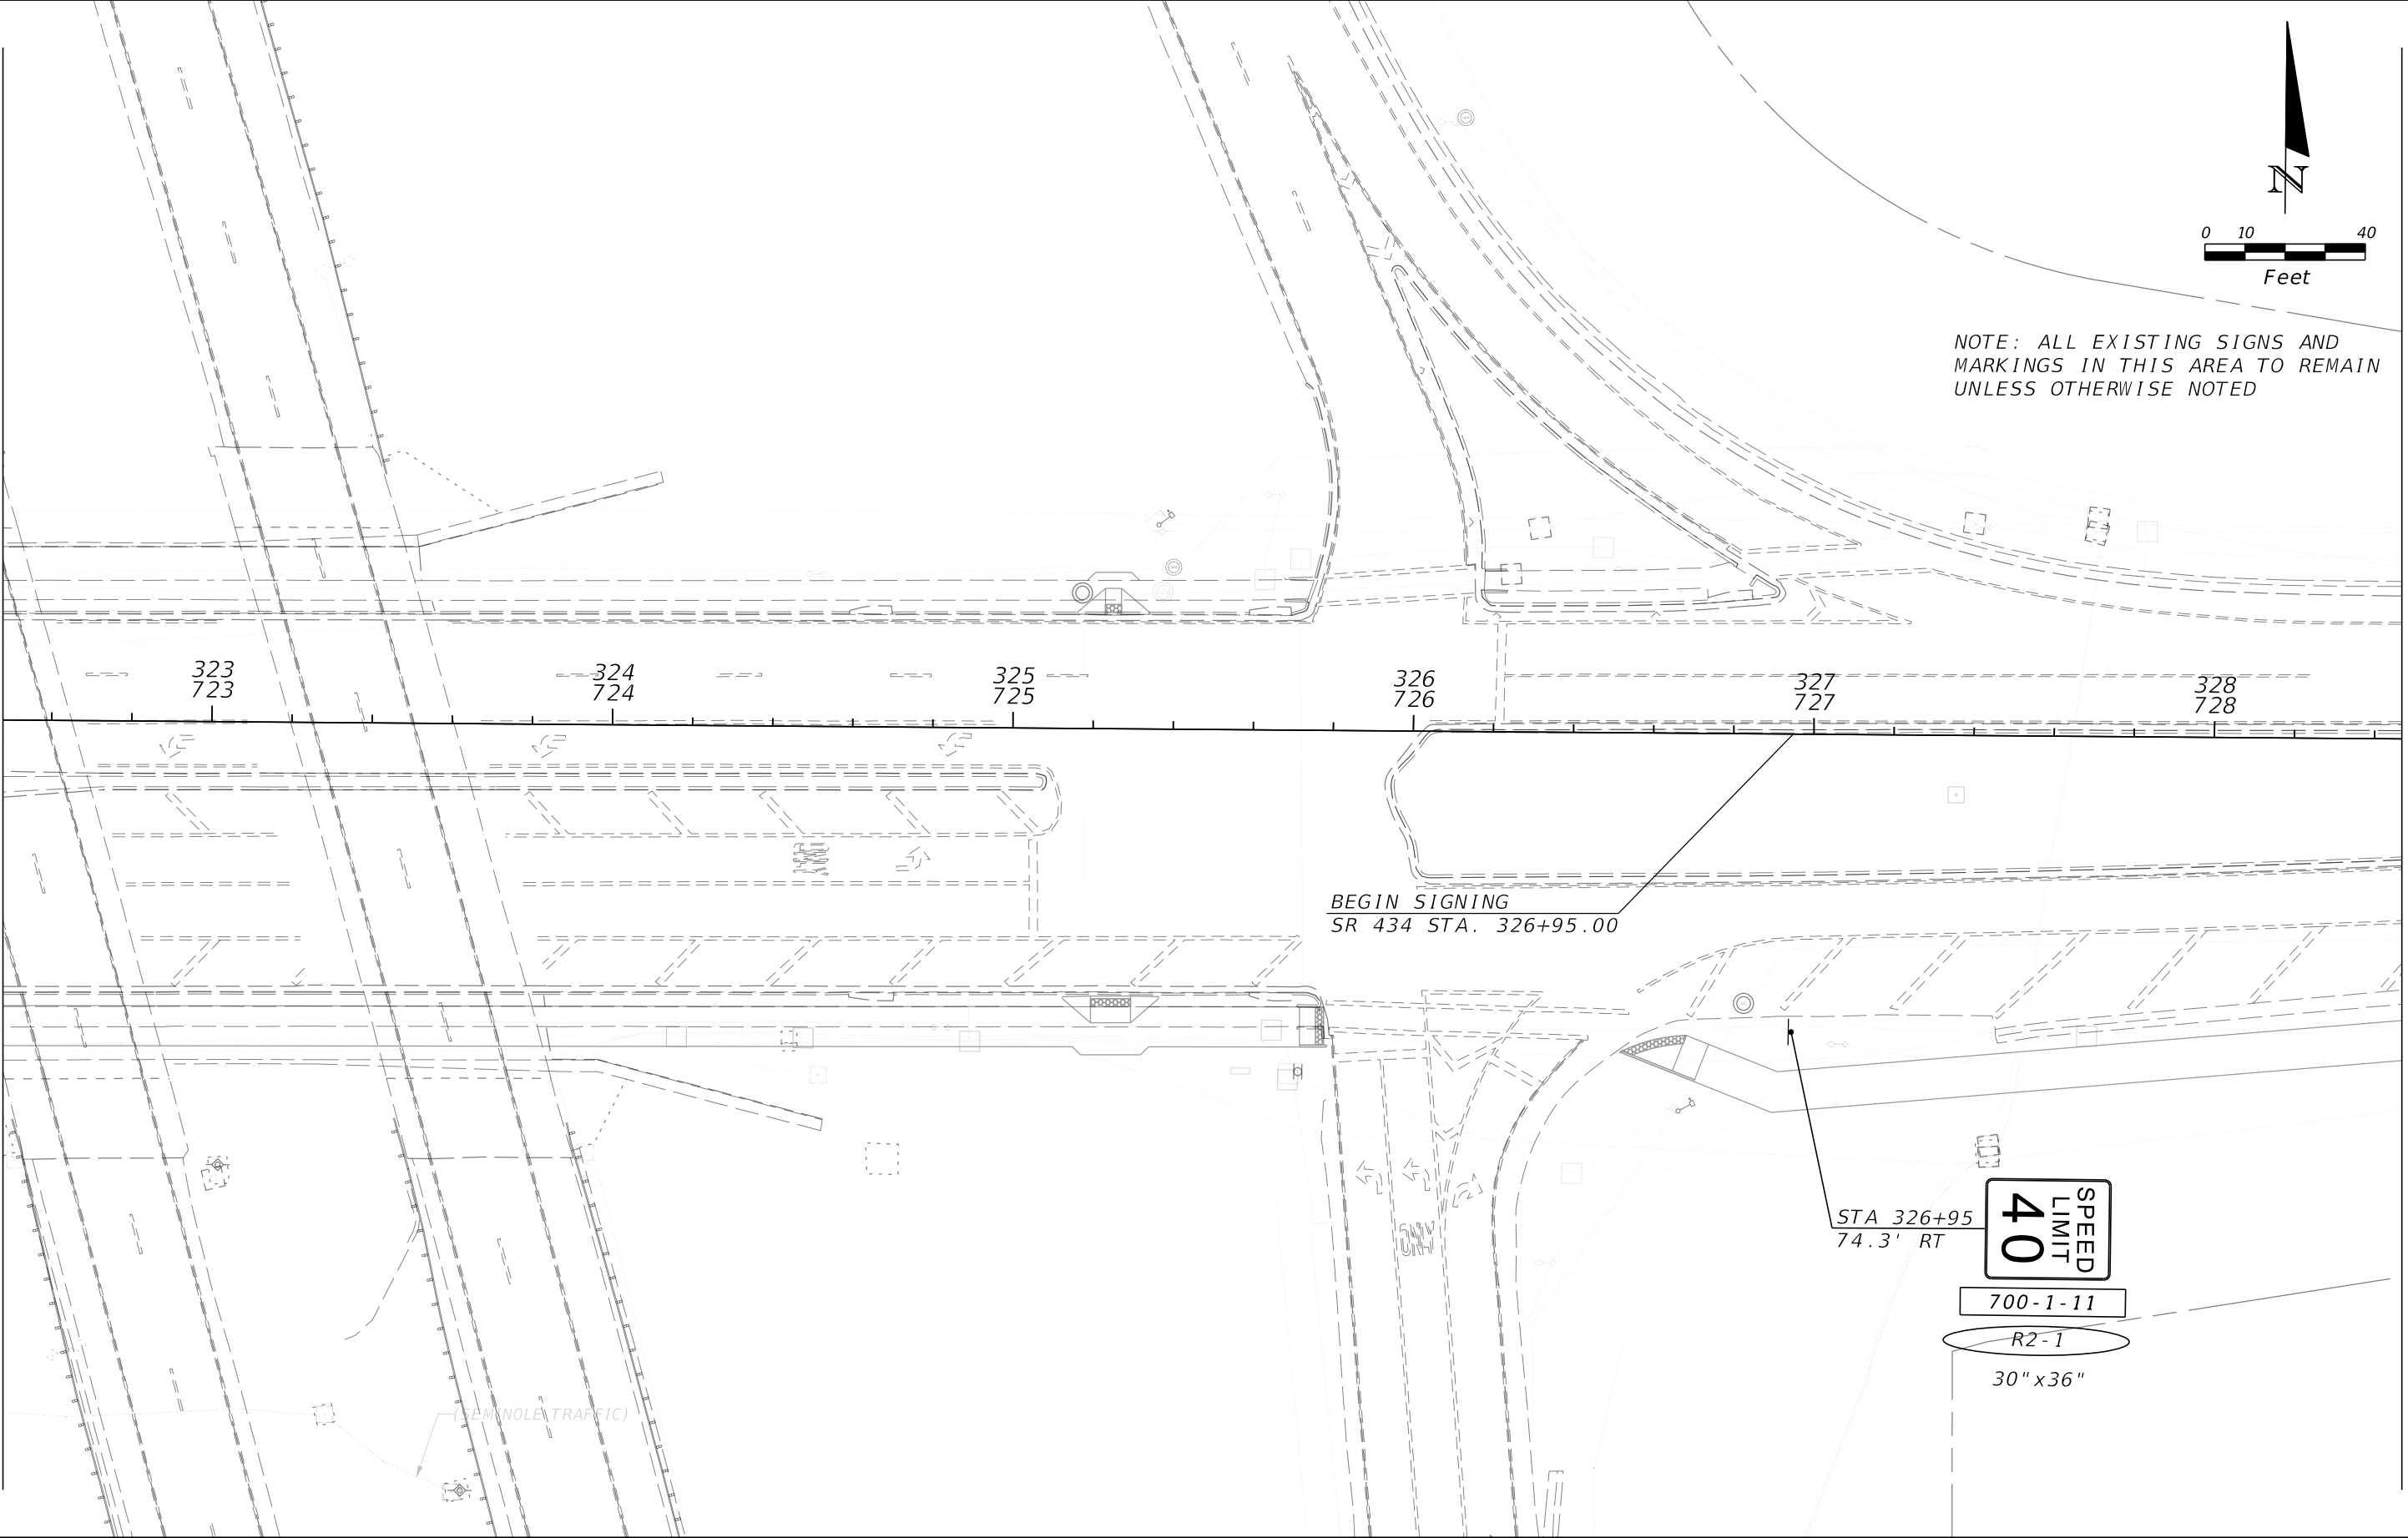 N
0 10 40
Feet
NOTE: ALL EXISTING SIGNS AND
MARKINGS IN THIS AREA TO REMAIN
UNLESS OTHERWISE NOTED
323
723
324
724
325
725
326
726
327
727
328
728
BEGIN SIGNING
SR 434 STA. 326+95.00
STA 326+95
74.3' RT
SPEED
LIMIT
40
700-1-11
R2-1
30"x36"
ONLY
(SEMINOLE TRAFFIC)